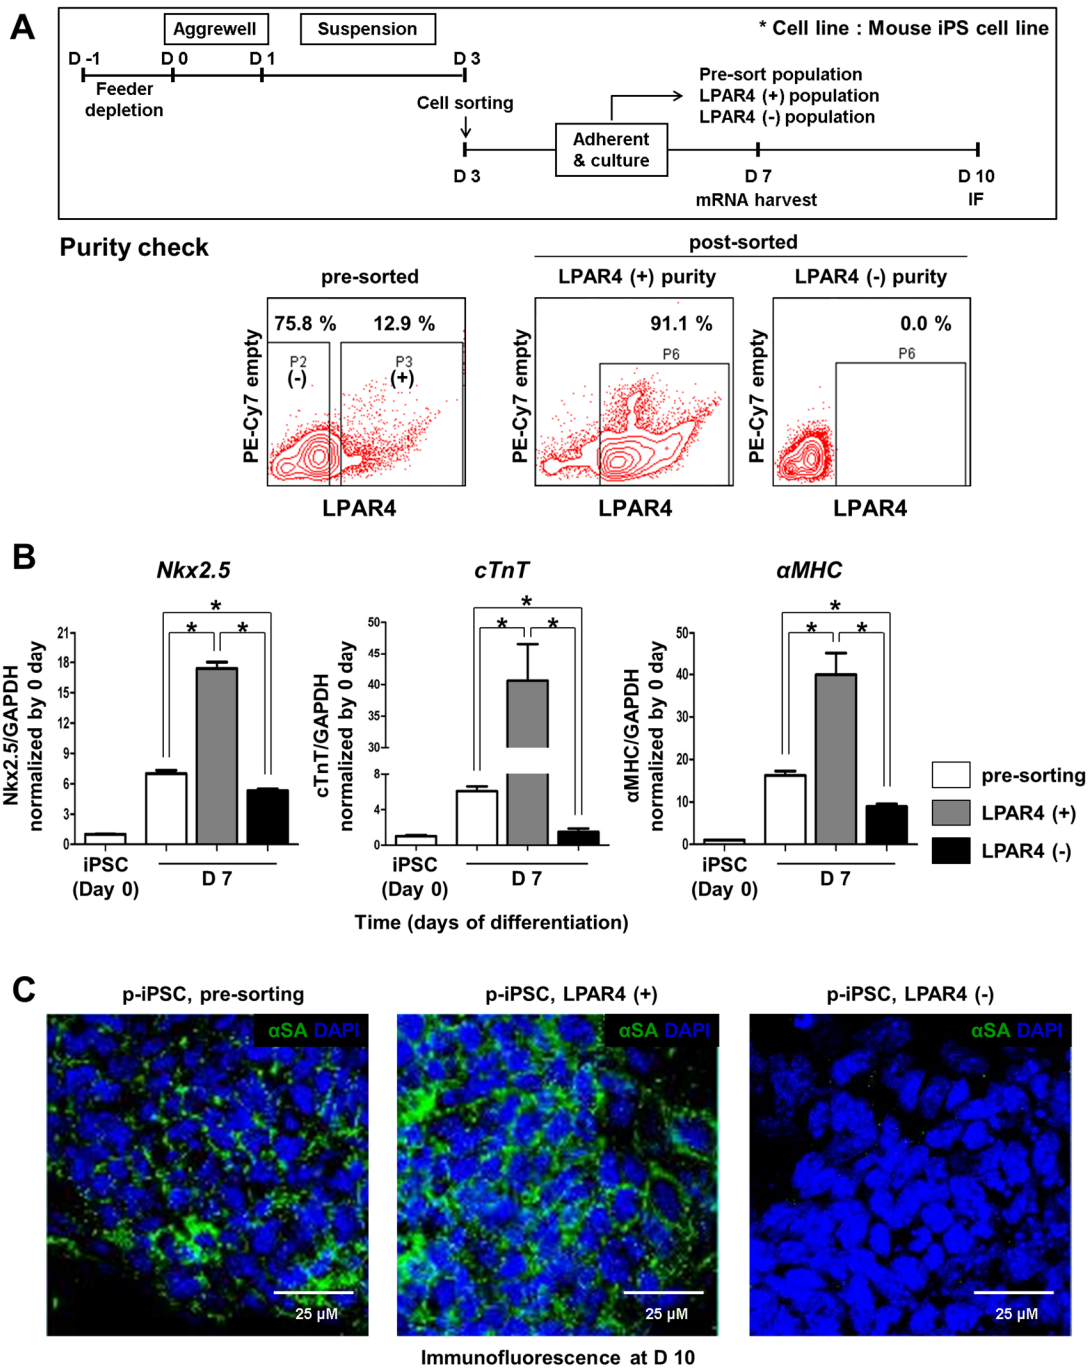 A
Aggrewell
Suspension
* Cell line : Mouse iPS cell line
D -1
D 0
D 1
D 3
Feeder
depletion
Cell sorting
Pre-sort population
LPAR4 (+) population
LPAR4 (-) population
Adherent
& culture
D 3
D 7
D 10
mRNA harvest
IF
Purity check
post-sorted
pre-sorted
LPAR4 (+) purity
LPAR4 (-) purity
PE-Cy7 empty
75.8 %
12.9 %
P2
(-)
P3
(+)
LPAR4
PE-Cy7 empty
91.1 %
P6
LPAR4
PE-Cy7 empty
0.0 %
P6
LPAR4
B
Nkx2.5
cTnT
αMHC
Nkx2.5/GAPDH
normalized by 0 day
21
18
15
12
9
6
3
0
* * *
iPSC
(Day 0)
D 7
cTnT/GAPDH
normalized by 0 day
50
45
40
35
30
8
4
0
* * *
iPSC
(Day 0)
D 7
αMHC/GAPDH
normalized by 0 day
50
40
30
20
10
0
* * *
iPSC
(Day 0)
D 7
pre-sorting
LPAR4 (+)
LPAR4 (-)
Time (days of differentiation)
C
p-iPSC, pre-sorting
p-iPSC, LPAR4 (+)
p-iPSC, LPAR4 (-)
αSA DAPI
αSA DAPI
αSA DAPI
25 µM
25 µM
25 µM
Immunofluorescence at D 10